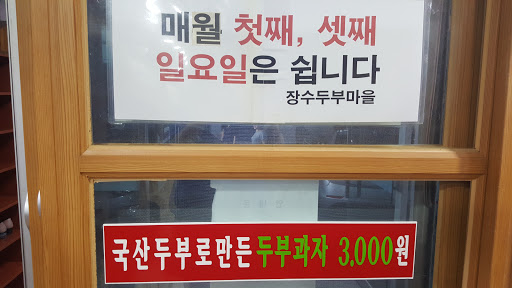 매월 첫째, 셋째
일요일은 쉽니다
장수두부마을
국산두부로만든두부과자 3,000원